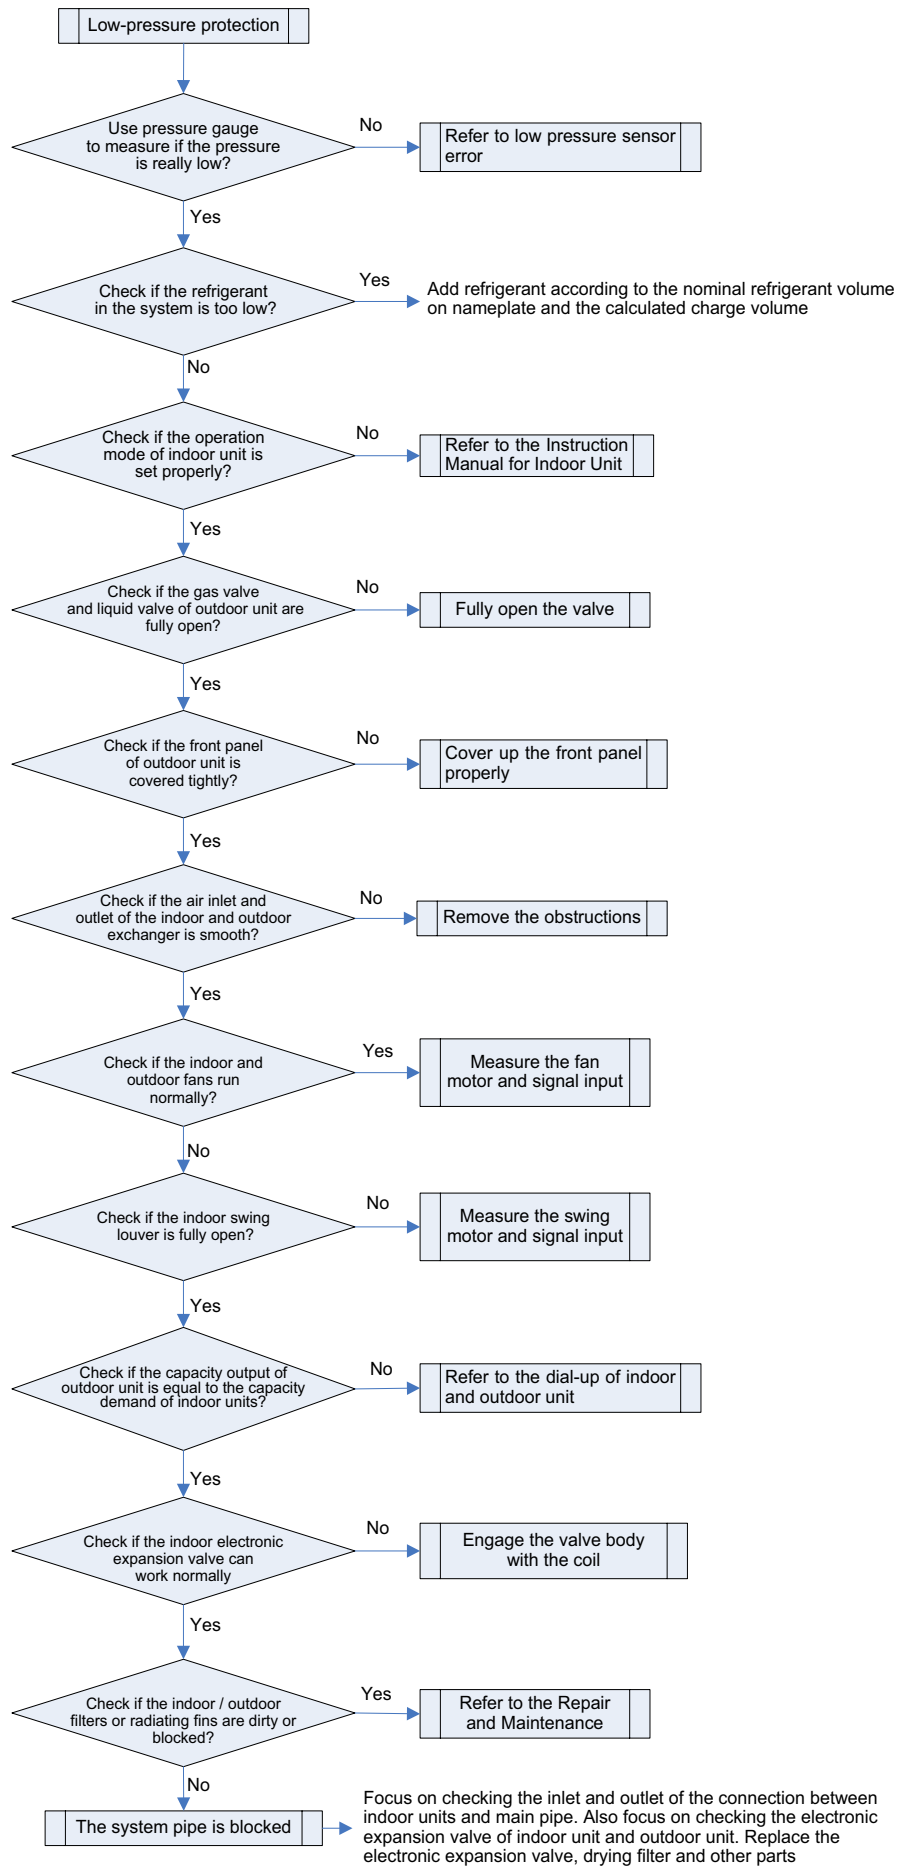 Low-pressure protection
Use pressure gauge
to measure if the pressure
is really low?
No
Refer to low pressure sensor
error
Yes
Check if the refrigerant
in the system is too low?
Yes
Add refrigerant according to the nominal refrigerant volume
on nameplate and the calculated charge volume
No
Check if the operation
mode of indoor unit is
set properly?
No
Refer to the Instruction
Manual for Indoor Unit
Yes
Check if the gas valve
and liquid valve of outdoor unit are
fully open?
No
Fully open the valve
Yes
Check if the front panel
of outdoor unit is
covered tightly?
No
Cover up the front panel
properly
Yes
Check if the air inlet and
outlet of the indoor and outdoor
exchanger is smooth?
No
Remove the obstructions
Yes
Check if the indoor and
outdoor fans run
normally?
Yes
Measure the fan
motor and signal input
No
Check if the indoor swing
louver is fully open?
No
Measure the swing
motor and signal input
Yes
Check if the capacity output of
outdoor unit is equal to the capacity
demand of indoor units?
No
Refer to the dial-up of indoor
and outdoor unit
Yes
Check if the indoor electronic
expansion valve can
work normally
No
Engage the valve body
with the coil
Yes
Check if the indoor / outdoor
filters or radiating fins are dirty or
blocked?
Yes
Refer to the Repair
and Maintenance
No
The system pipe is blocked
Focus on checking the inlet and outlet of the connection between
indoor units and main pipe. Also focus on checking the electronic
expansion valve of indoor unit and outdoor unit. Replace the
electronic expansion valve, drying filter and other parts